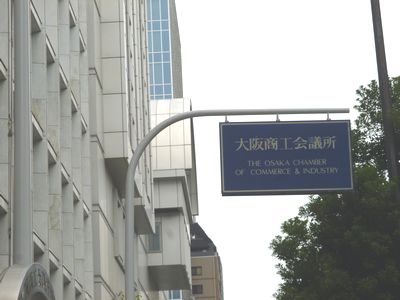 大阪商工会議所
THE OSAKA CHAMBER
OF COMMERCE & INDUSTRY